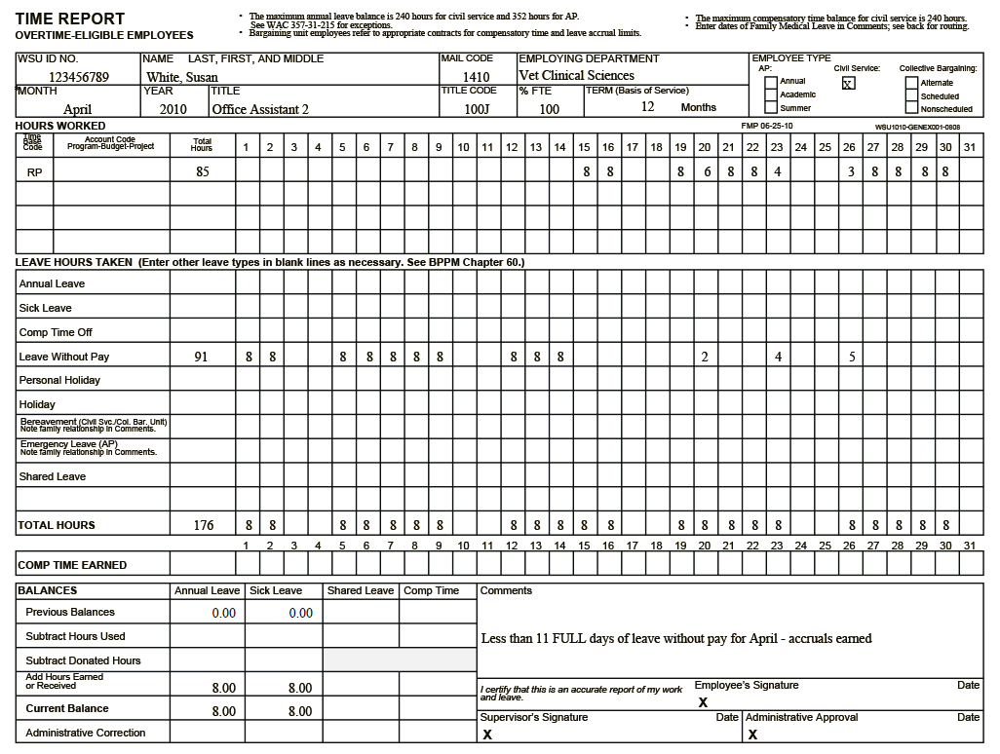 TIME REPORT
OVERTIME-ELIGIBLE EMPLOYEES
• The maximum annual leave balance is 240 hours for civil service and 352 hours for AP.
See WAC 357-31-215 for exceptions.
• Bargaining unit employees refer to appropriate contracts for compensatory time and leave accrual limits.
• The maximum compensatory time balance for civil service is 240 hours.
• Enter dates of Family Medical Leave in Comments; see back for routing.
WSU ID NO. NAME LAST, FIRST, AND MIDDLE MAIL CODE EMPLOYING DEPARTMENT EMPLOYEE TYPE
123456789 White, Susan 1410 Vet Clinical Sciences
AP: Civil Service: Collective Bargaining:
Annual X Alternate
Academic Scheduled
Summer Nonscheduled
MONTH YEAR TITLE TITLE CODE % FTE TERM (Basis of Service)
April 2010 Office Assistant 2 100J 100 12 Months
HOURS WORKED FMP 06-25-10 WSU1010-GENEX001-0808
Time Base Code Account Code Program-Budget-Project Total Hours 1 2 3 4 5 6 7 8 9 10 11 12 13 14 15 16 17 18 19 20 21 22 23 24 25 26 27 28 29 30 31
RP 85 8 8 8 6 8 8 4 3 8 8 8 8
LEAVE HOURS TAKEN (Enter other leave types in blank lines as necessary. See BPPM Chapter 60.)
Annual Leave
Sick Leave
Comp Time Off
Leave Without Pay 91 8 8 8 8 8 8 8 8 8 8 2 4 5
Personal Holiday
Holiday
Bereavement (Civil Svc./Col. Bar. Unit)
Note family relationship in Comments.
Emergency Leave (AP)
Note family relationship in Comments.
Shared Leave
TOTAL HOURS 176 8 8 8 8 8 8 8 8 8 8 8 8 8 8 8 8 8 8 8 8 8 8
1 2 3 4 5 6 7 8 9 10 11 12 13 14 15 16 17 18 19 20 21 22 23 24 25 26 27 28 29 30 31
COMP TIME EARNED
BALANCES Annual Leave Sick Leave Shared Leave Comp Time
Previous Balances 0.00 0.00
Subtract Hours Used
Subtract Donated Hours
Add Hours Earned
or Received 8.00 8.00
Current Balance 8.00 8.00
Administrative Correction
Comments
Less than 11 FULL days of leave without pay for April - accruals earned
I certify that this is an accurate report of my work
and leave.
Employee's Signature Date
X
Supervisor's Signature Date Administrative Approval Date
X X